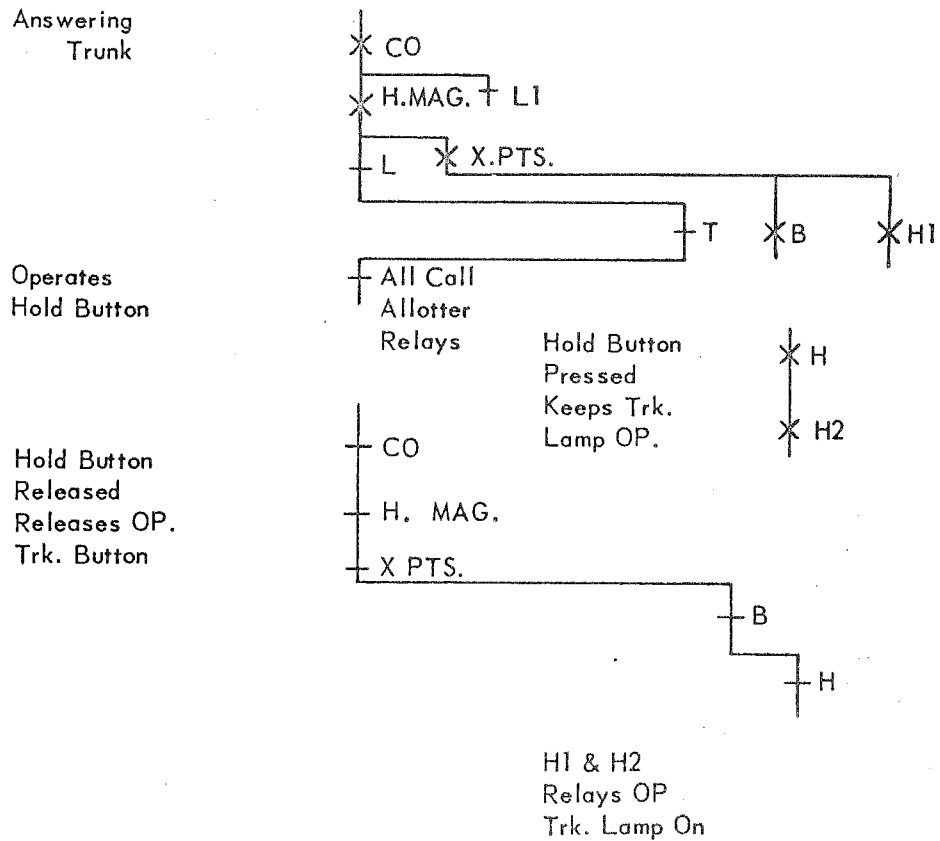 Answering
Trunk
CO
H.MAG.
L1
L
X.PTS.
T
B
H1
Operates
Hold Button
All Call
Allotter
Relays
Hold Button
Pressed
Keeps Trk.
Lamp OP.
H
H2
Hold Button
Released
Releases OP.
Trk. Button
CO
H. MAG.
X PTS.
B
H
H1 & H2
Relays OP
Trk. Lamp On